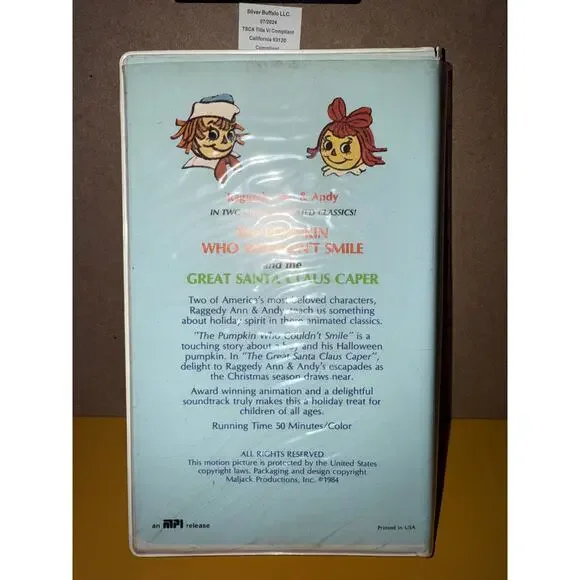 Silver Buffalo LLC.
07/2024
TSCA Title VI Compliant
California 93120
Compliant
Raggedy Ann & Andy
IN TWO CLASSICS!
WHO COULDN'T SMILE
and the
GREAT SANTA CLAUS CAPER
Two of America's most beloved characters,
Raggedy Ann & Andy teach us something
about holiday spirit in these animated classics.
"The Pumpkin Who Couldn't Smile" is a
touching story about a boy and his Halloween
pumpkin. In "The Great Santa Claus Caper",
delight to Raggedy Ann & Andy's escapades as
the Christmas season draws near.
Award winning animation and a delightful
soundtrack truly makes this a holiday treat for
children of all ages.
Running Time 50 Minutes/Color
ALL RIGHTS RESERVED
This motion picture is protected by the United States
copyright laws. Packaging and design copyright
Maljack Productions, Inc. ©1984
an MPI release
Printed in USA